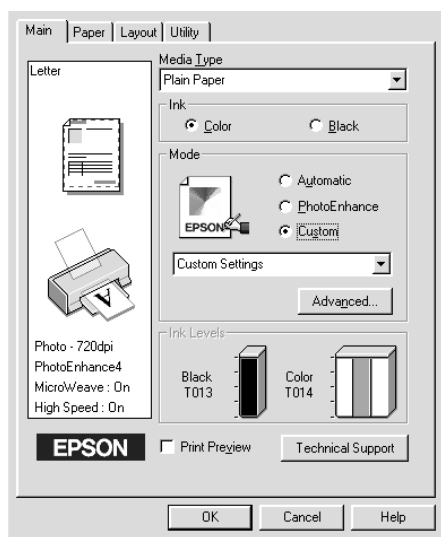 Main Paper Layout Utility
Letter
Media Type
Plain Paper
Ink
Color Black
Mode
EPSON
Automatic
PhotoEnhance
Custom
Custom Settings
Advanced...
A
Photo - 720dpi
PhotoEnhance4
MicroWeave : On
High Speed : On
Ink Levels
Black
T013
Color
T014
EPSON
Print Preview
Technical Support
OK Cancel Help